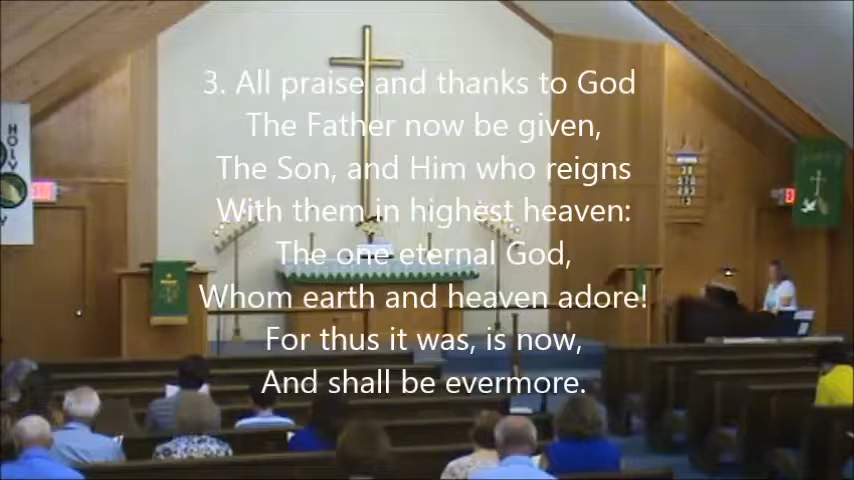 3. All praise and thanks to God
The Father now be given,
The Son, and Him who reigns
With them in highest heaven:
The one eternal God,
Whom earth and heaven adore!
For thus it was, is now,
And shall be evermore.
HOLY